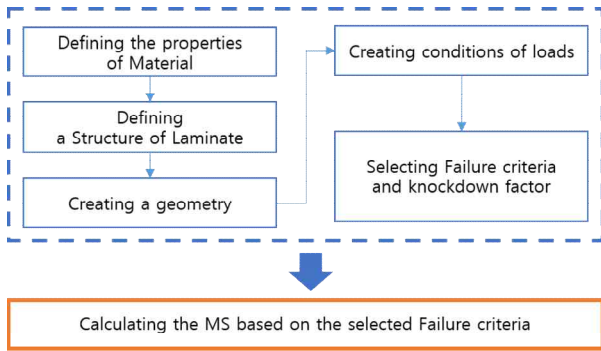 Defining the properties
of Material
Defining
a Structure of Laminate
Creating a geometry
Creating conditions of loads
Selecting Failure criteria
and knockdown factor
Calculating the MS based on the selected Failure criteria